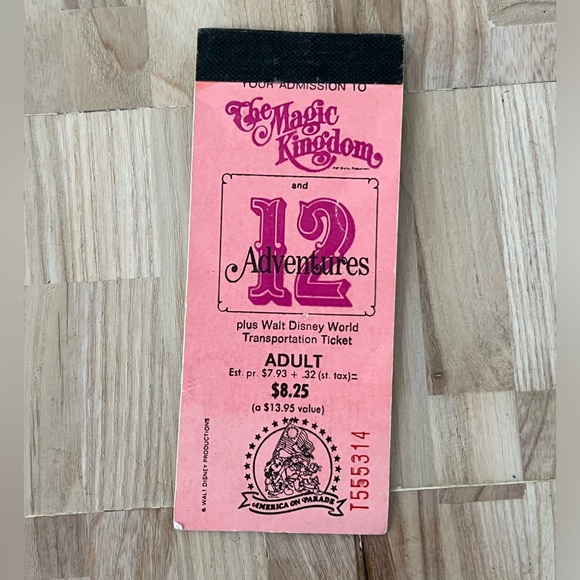 YOUR ADMISSION TO
The Magic
Kingdom
and
12
Adventures
plus Walt Disney World
Transportation Ticket
ADULT
Est. pr. $7.93 + .32 (st. tax)=
$8.25
(a $13.95 value)
© WALT DISNEY PRODUCTIONS
AMERICA ON PARADE
T555314